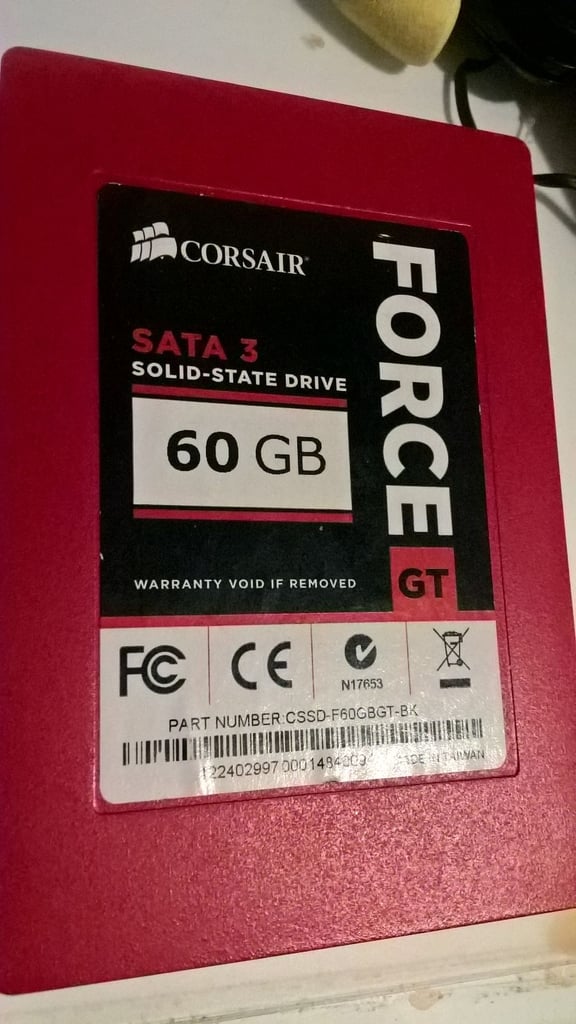 CORSAIR
FORCE
GT
SATA 3
SOLID-STATE DRIVE
60 GB
WARRANTY VOID IF REMOVED
FC
CE
N17653
PART NUMBER:CSSD-F60GBGT-BK
IN TAIWAN